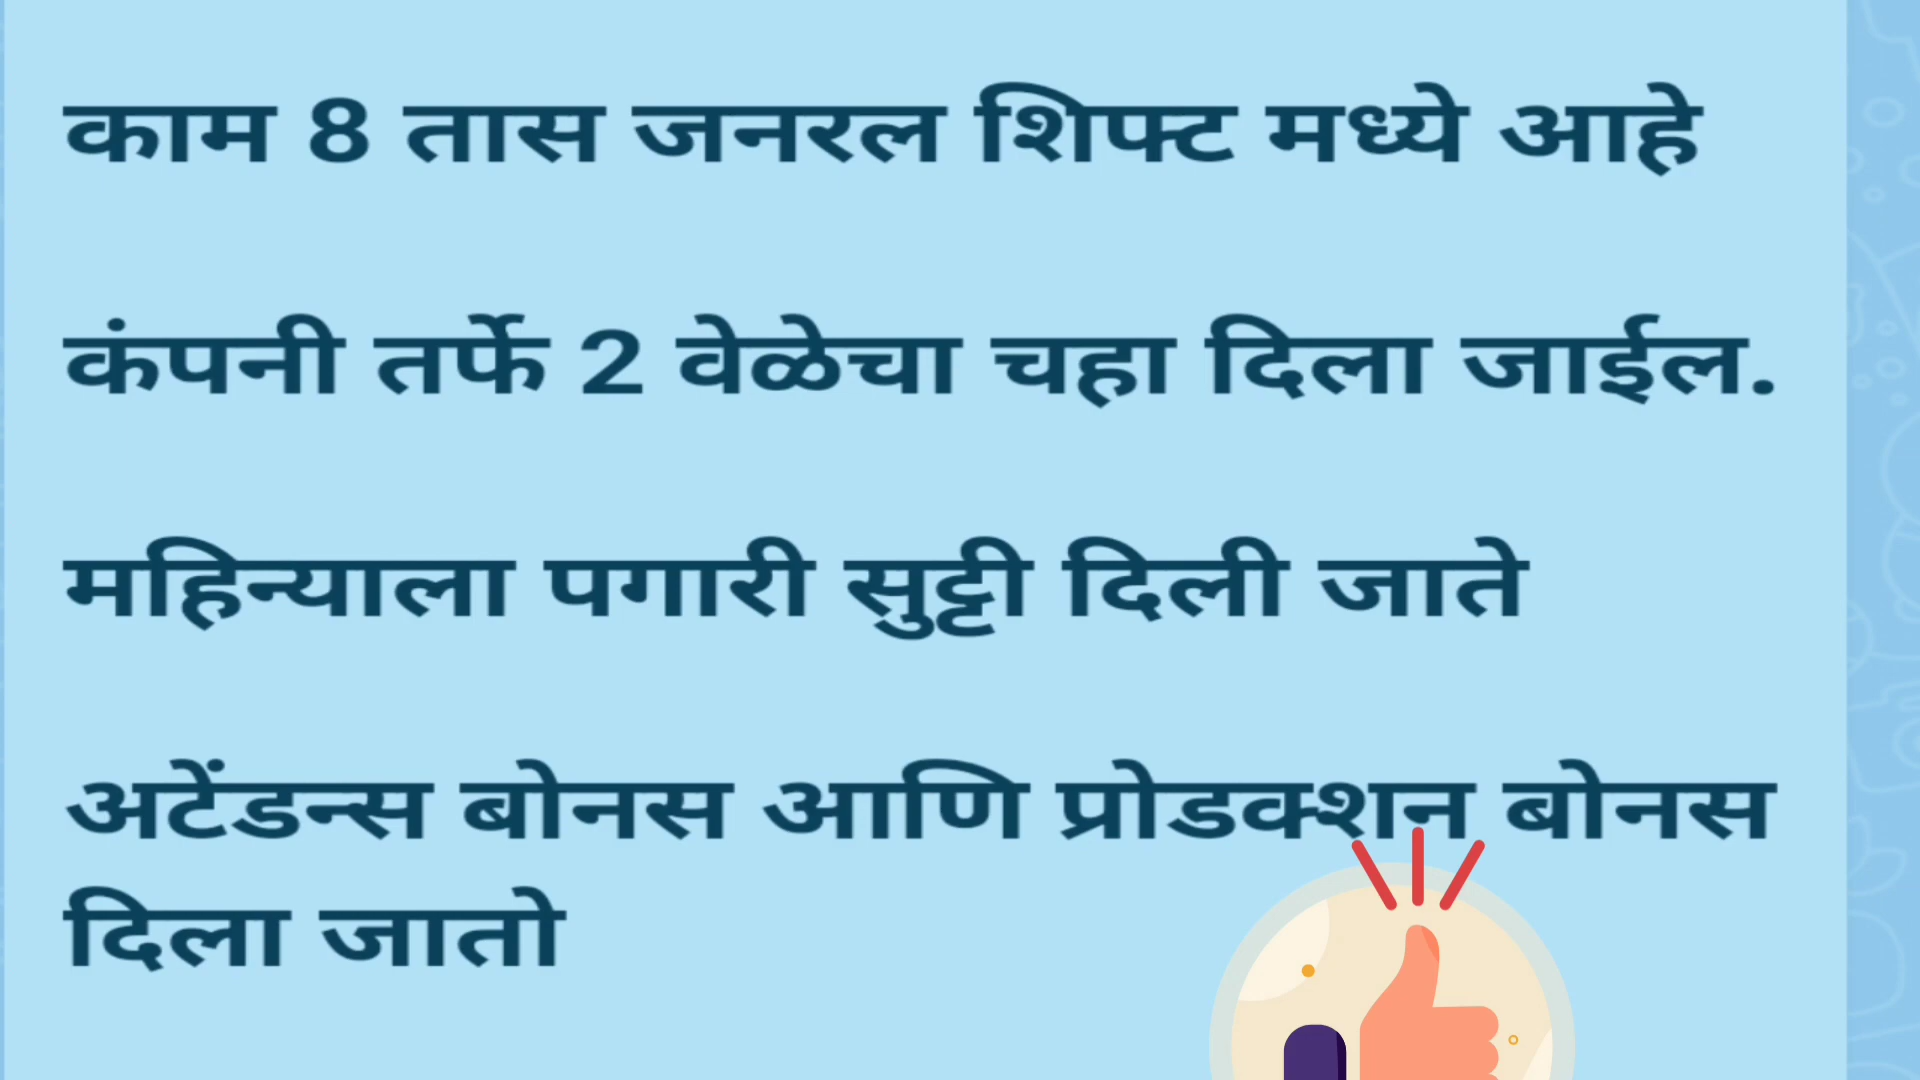 काम 8 तास जनरल शिफ्ट मध्ये आहे
कंपनी तर्फे 2 वेळेचा चहा दिला जाईल.
महिन्याला पगारी सुट्टी दिली जाते
अटेंडन्स बोनस आणि प्रोडक्शन बोनस
दिला जातो